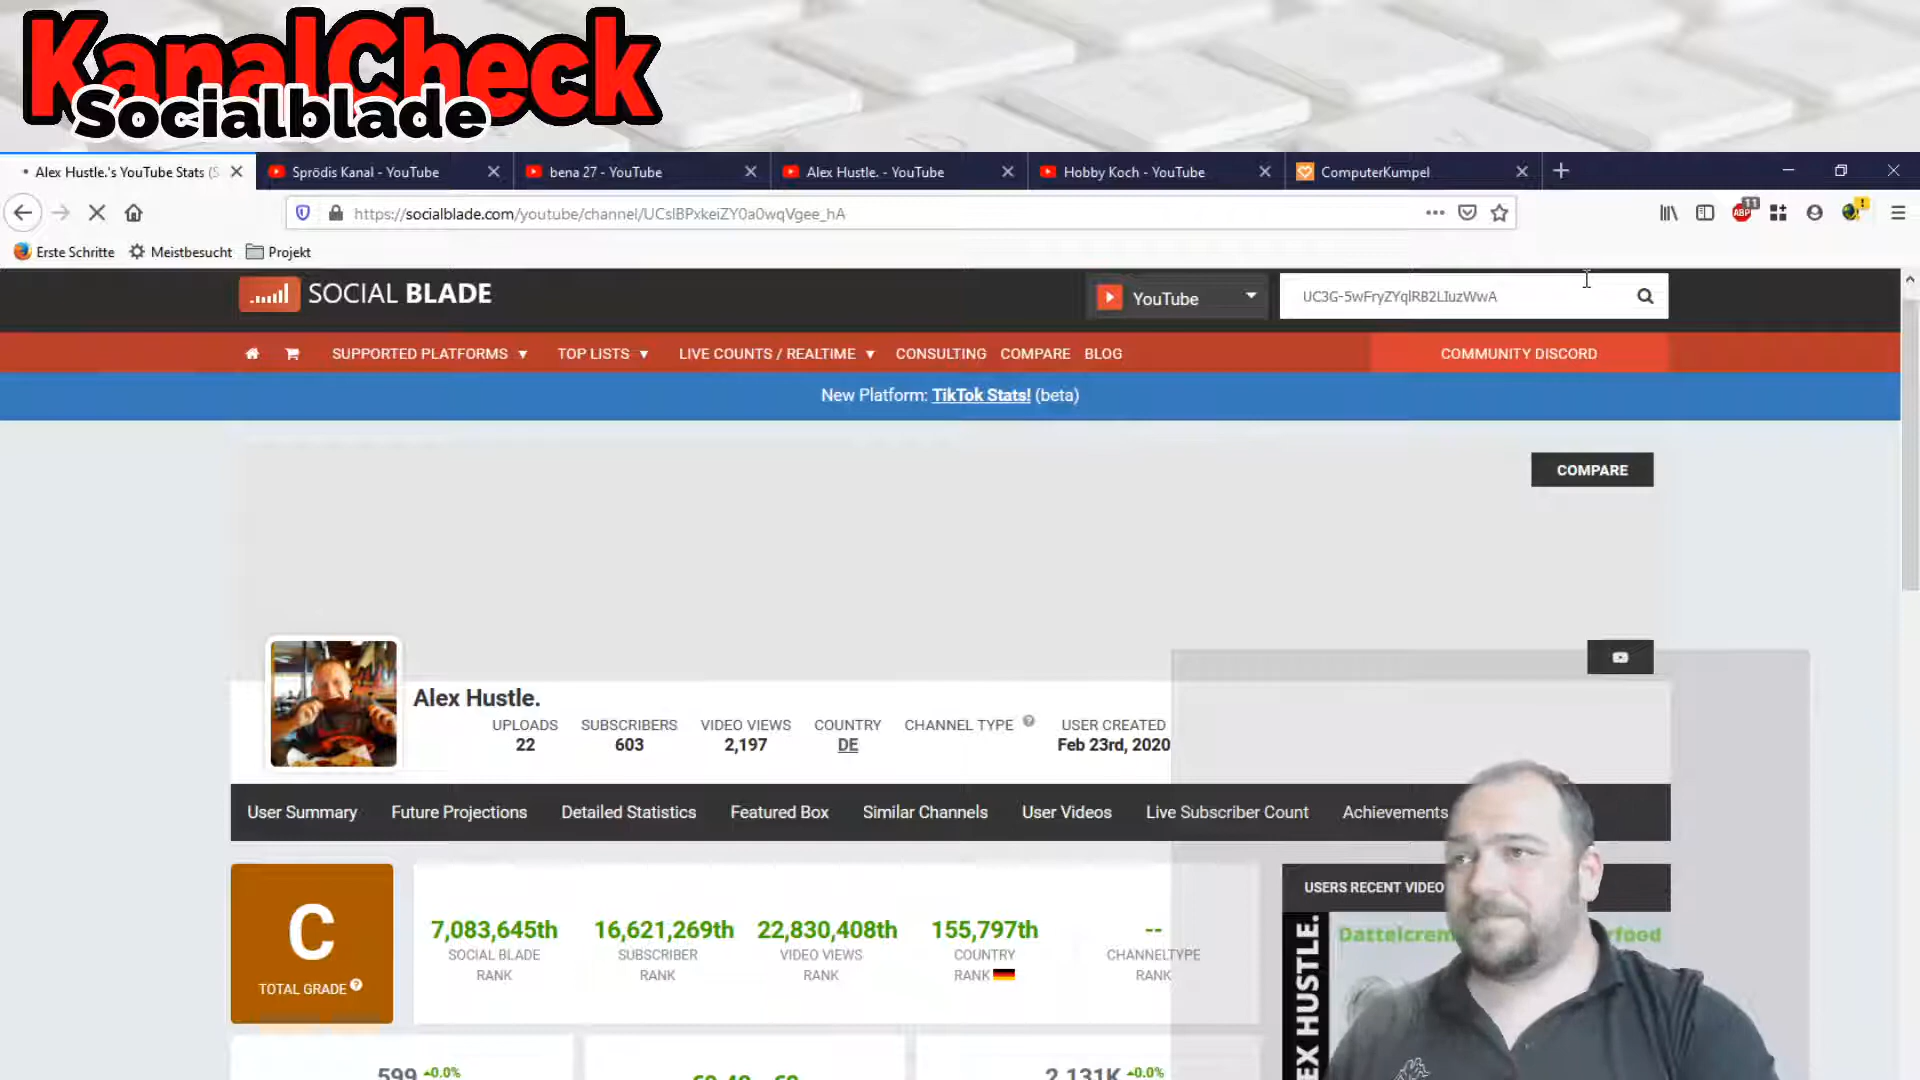 KanalCheck
Socialblade
Alex Hustle.'s YouTube Stats (S
Sprödis Kanal - YouTube
bena 27 - YouTube
Alex Hustle. - YouTube
Hobby Koch - YouTube
ComputerKumpel
https://socialblade.com/youtube/channel/UCslBPxkeiZY0a0wqVgee_hA
ABP
11
Erste Schritte
Meistbesucht
Projekt
SOCIAL BLADE
YouTube
UC3G-5wFryZYqlRB2LIuzWwA
SUPPORTED PLATFORMS
TOP LISTS
LIVE COUNTS / REALTIME
CONSULTING
COMPARE
BLOG
COMMUNITY DISCORD
New Platform: TikTok Stats! (beta)
COMPARE
Alex Hustle.
UPLOADS
22
SUBSCRIBERS
603
VIDEO VIEWS
2,197
COUNTRY
DE
CHANNEL TYPE
USER CREATED
Feb 23rd, 2020
User Summary
Future Projections
Detailed Statistics
Featured Box
Similar Channels
User Videos
Live Subscriber Count
Achievements
C
TOTAL GRADE
7,083,645th
SOCIAL BLADE
RANK
16,621,269th
SUBSCRIBER
RANK
22,830,408th
VIDEO VIEWS
RANK
155,797th
COUNTRY
RANK
--
CHANNELTYPE
RANK
USERS RECENT VIDEO
EX HUSTLE.
599
0.0%
2.131K
0.0%